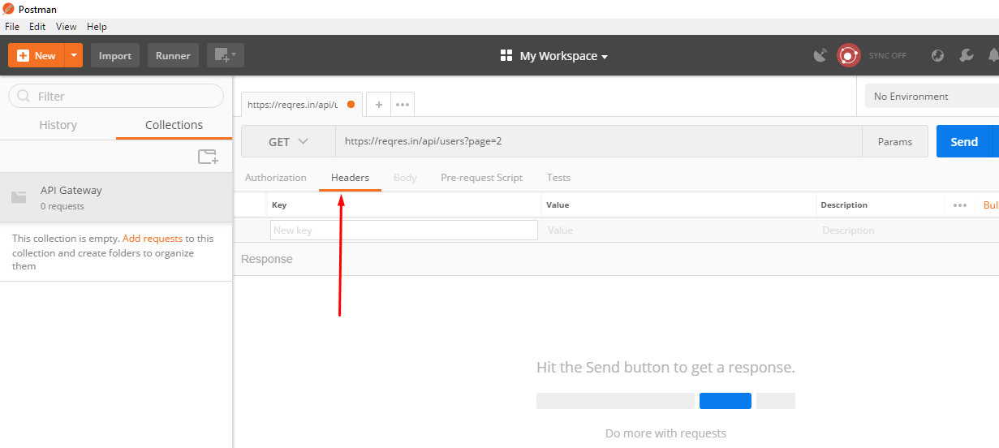 Postman
File Edit View Help
New Import Runner My Workspace SYNC OFF
Filter
History Collections
API Gateway
0 requests
This collection is empty. Add requests to this
collection and create folders to organize
them
https://reqres.in/api/u + ••• No Environment
GET https://reqres.in/api/users?page=2 Params Send
Authorization Headers Body Pre-request Script Tests
Key Value Description ••• Bul
New key Value Description
Response
Hit the Send button to get a response.
Do more with requests